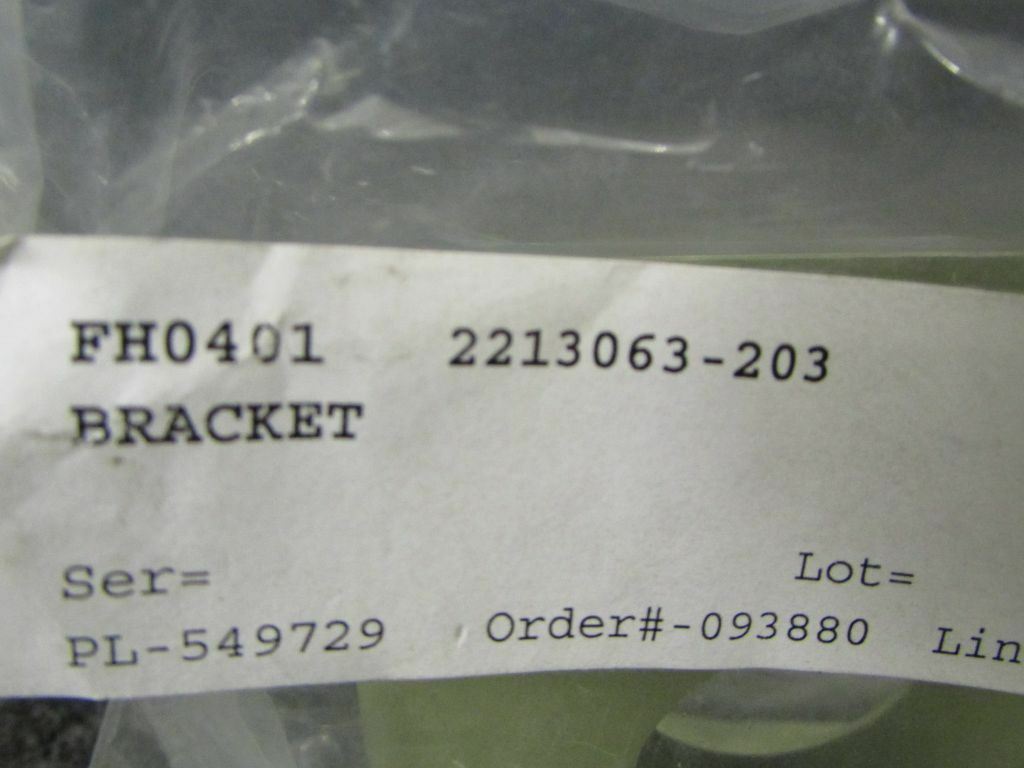 FH0401 2213063-203
BRACKET
Ser= Lot=
PL-549729 Order#-093880 Lin